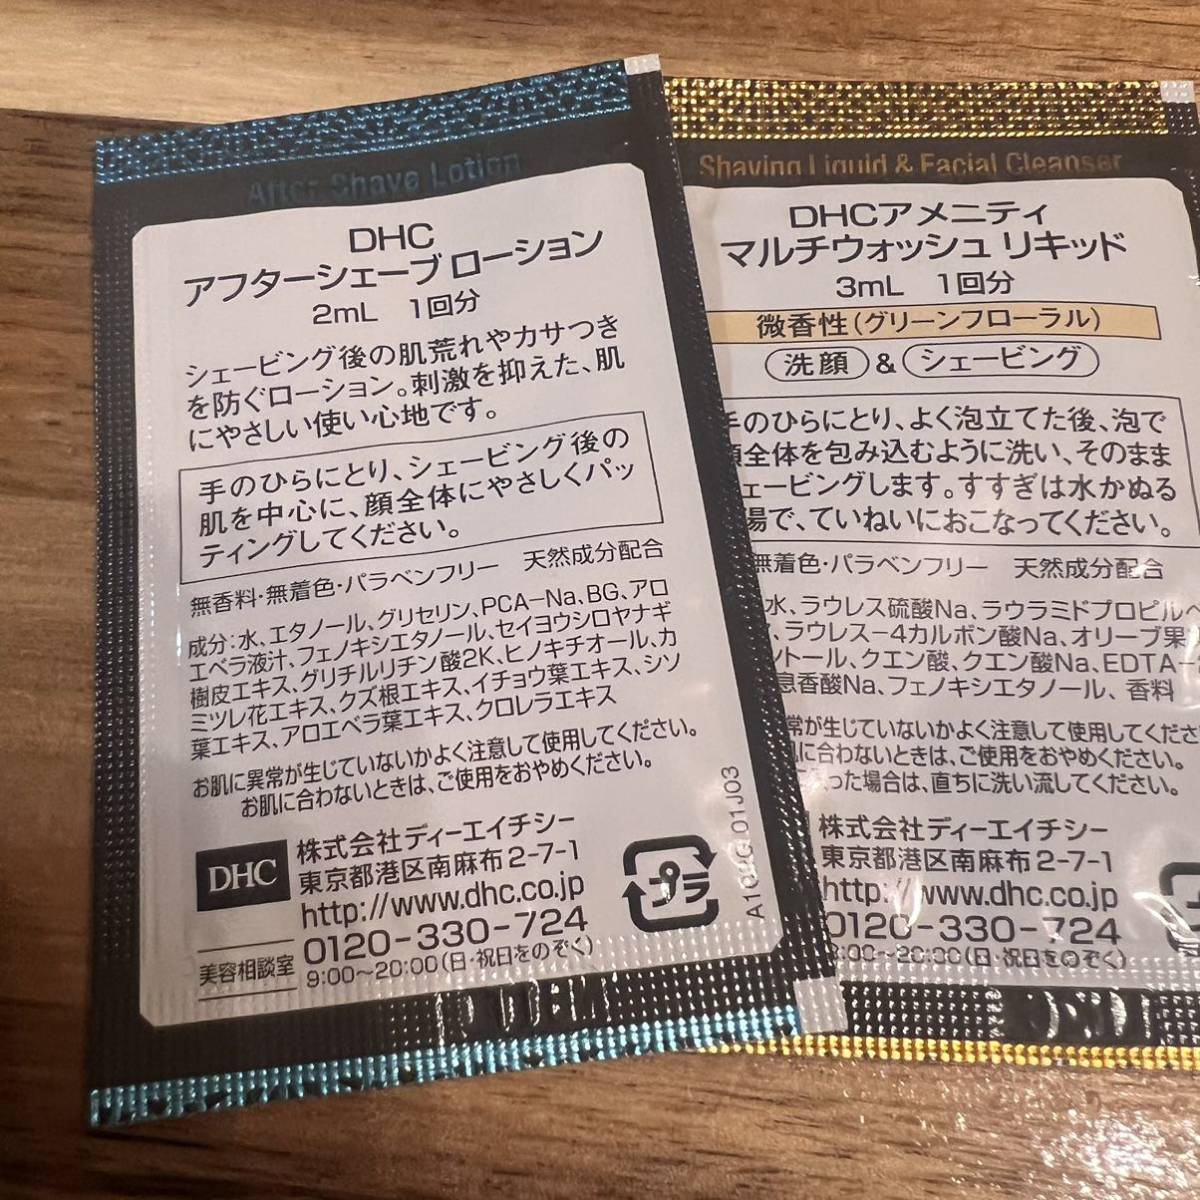 After Shave Lotion
DHC
アフターシェーブ ローション
2mL 1回分
シェービング後の肌荒れやカサつき
を防ぐローション。刺激を抑えた、肌
にやさしい使い心地です。
手のひらにとり、シェービング後の
肌を中心に、顔全体にやさしくパッ
ティングしてください。
無香料・無着色・パラベンフリー 天然成分配合
成分:水、エタノール、グリセリン、PCA-Na、BG、アロ
エベラ液汁、フェノキシエタノール、セイヨウシロヤナギ
樹皮エキス、グリチルリチン酸2K、ヒノキチオール、カ
ミツレ花エキス、クズ根エキス、イチョウ葉エキス、シソ
葉エキス、アロエベラ葉エキス、クロレラエキス
お肌に異常が生じていないかよく注意して使用してください。
お肌に合わないときは、ご使用をおやめください。
DHC
株式会社ディーエイチシー
東京都港区南麻布2-7-1
http://www.dhc.co.jp
美容相談室
0120-330-724
9:00~20:00(日・祝日をのぞく)
プラ
01J03
Shaving Liquid & Facial Cleanser
DHCアメニティ
マルチウォッシュ リキッド
3mL 1回分
微香性(グリーンフローラル)
洗顔 & シェービング
手のひらにとり、よく泡立てた後、泡で
顔全体を包み込むように洗い、そのまま
ェービングします。すすぎは水かぬる
湯で、ていねいにおこなってください。
無着色・パラベンフリー 天然成分配合
水、ラウレス硫酸Na、ラウラミドプロピルベ
、ラウレス-4カルボン酸Na、オリーブ果
ントール、クエン酸、クエン酸Na、EDTA-
息香酸Na、フェノキシエタノール、香料
常が生じていないかよく注意して使用してくださ
に合わないときは、ご使用をおやめください。
った場合は、直ちに洗い流してください。
株式会社ディーエイチシー
東京都港区南麻布2-7-1
http://www.dhc.co.jp
0120-330-724
:00~20:00(日・祝日をのぞく)